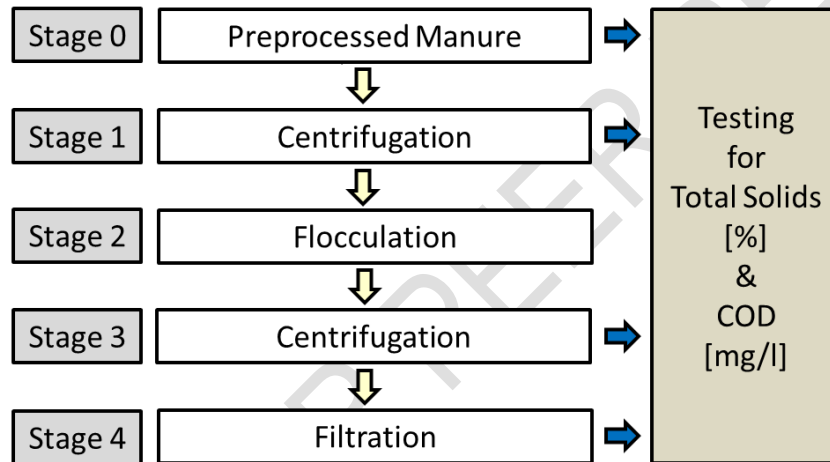 Stage 0
Preprocessed Manure
Stage 1
Centrifugation
Stage 2
Flocculation
Stage 3
Centrifugation
Stage 4
Filtration
Testing
for
Total Solids
[%]
&
COD
[mg/l]
PEER